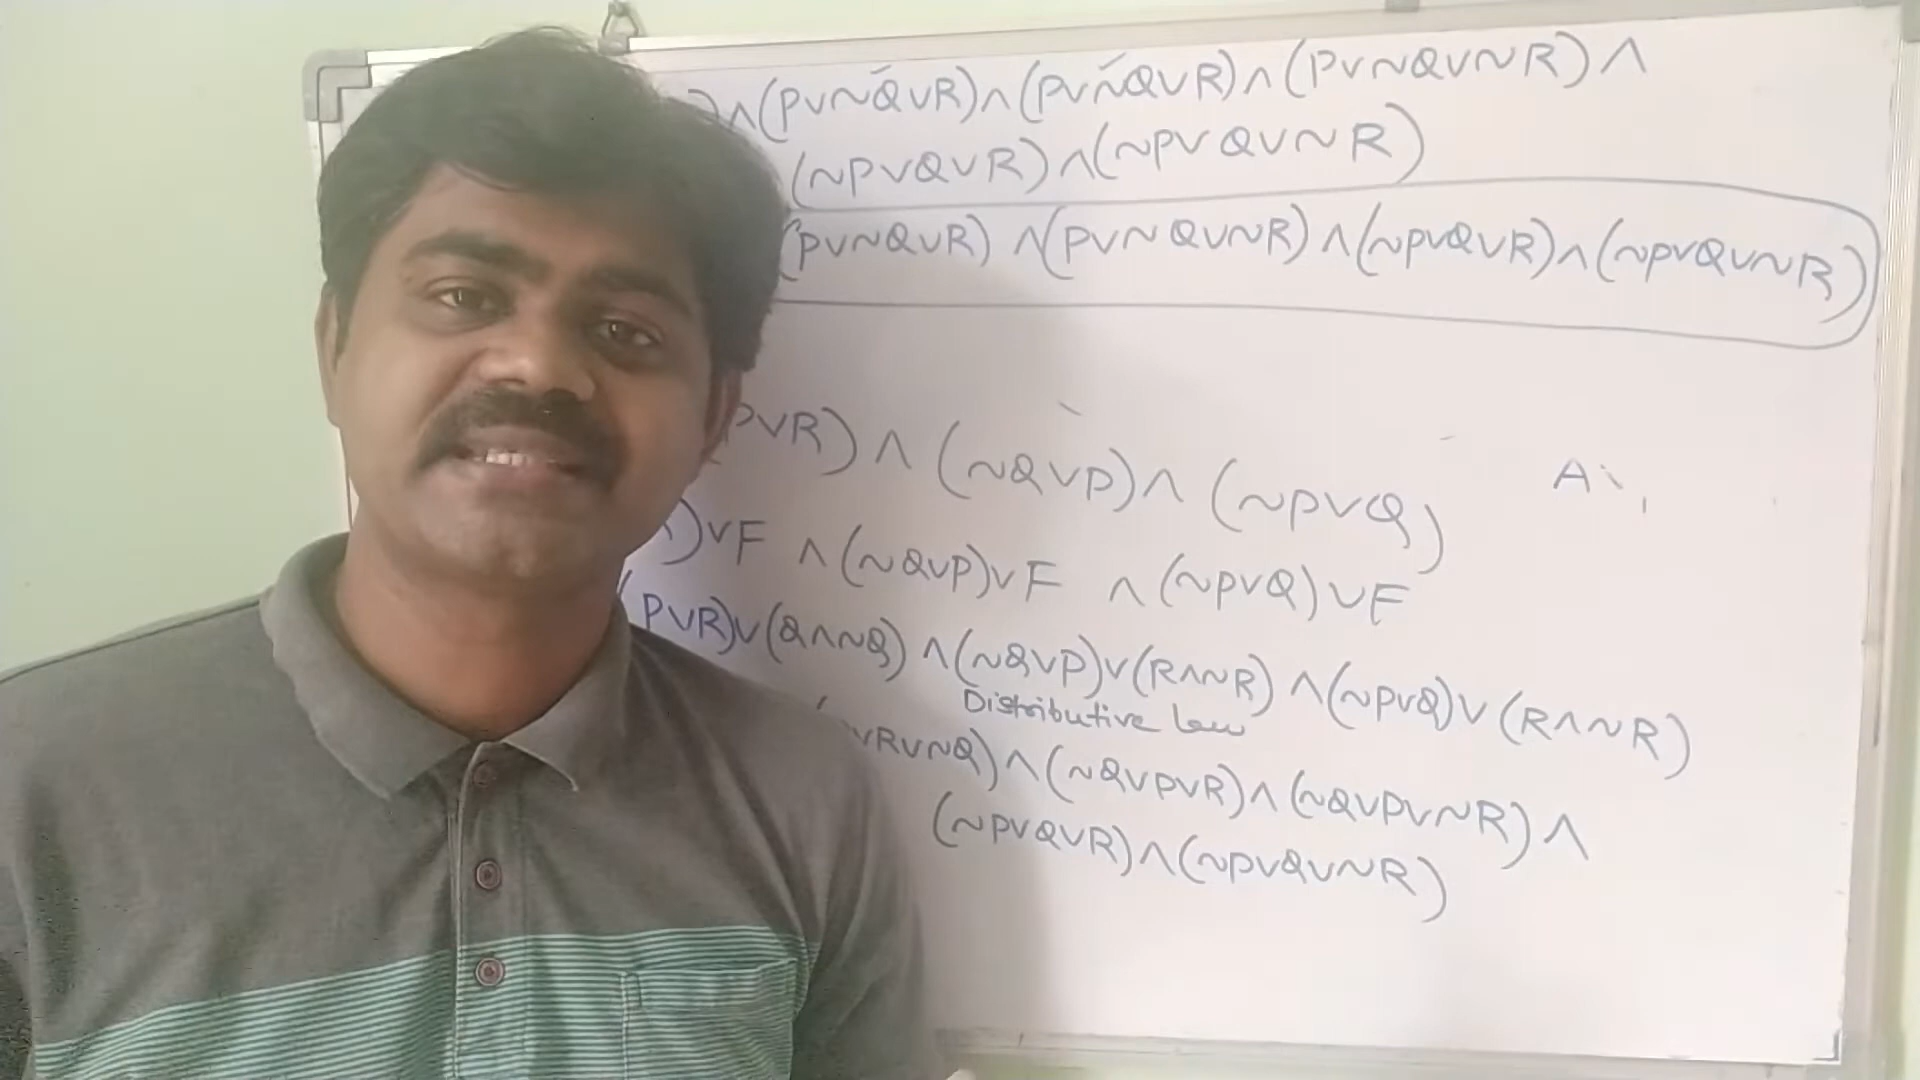 )∧(P∨~Q∨R)∧(P∨~Q∨R)∧(P∨~Q∨~R)∧
(~P∨Q∨R)∧(~P∨Q∨~R)
(P∨~Q∨R)∧(P∨~Q∨~R)∧(~P∨Q∨R)∧(~P∨Q∨~R)
P∨R)∧(~Q∨P)∧(~P∨Q)
A
)∨F ∧(~Q∨P)∨F ∧(~P∨Q)∨F
(P∨R)∨(Q∧~Q)∧(~Q∨P)∨(R∧~R)∧(~P∨Q)∨(R∧~R)
Distributive Law
∨R∨~Q)∧(~Q∨P∨R)∧(~Q∨P∨~R)∧
(~P∨Q∨R)∧(~P∨Q∨~R)